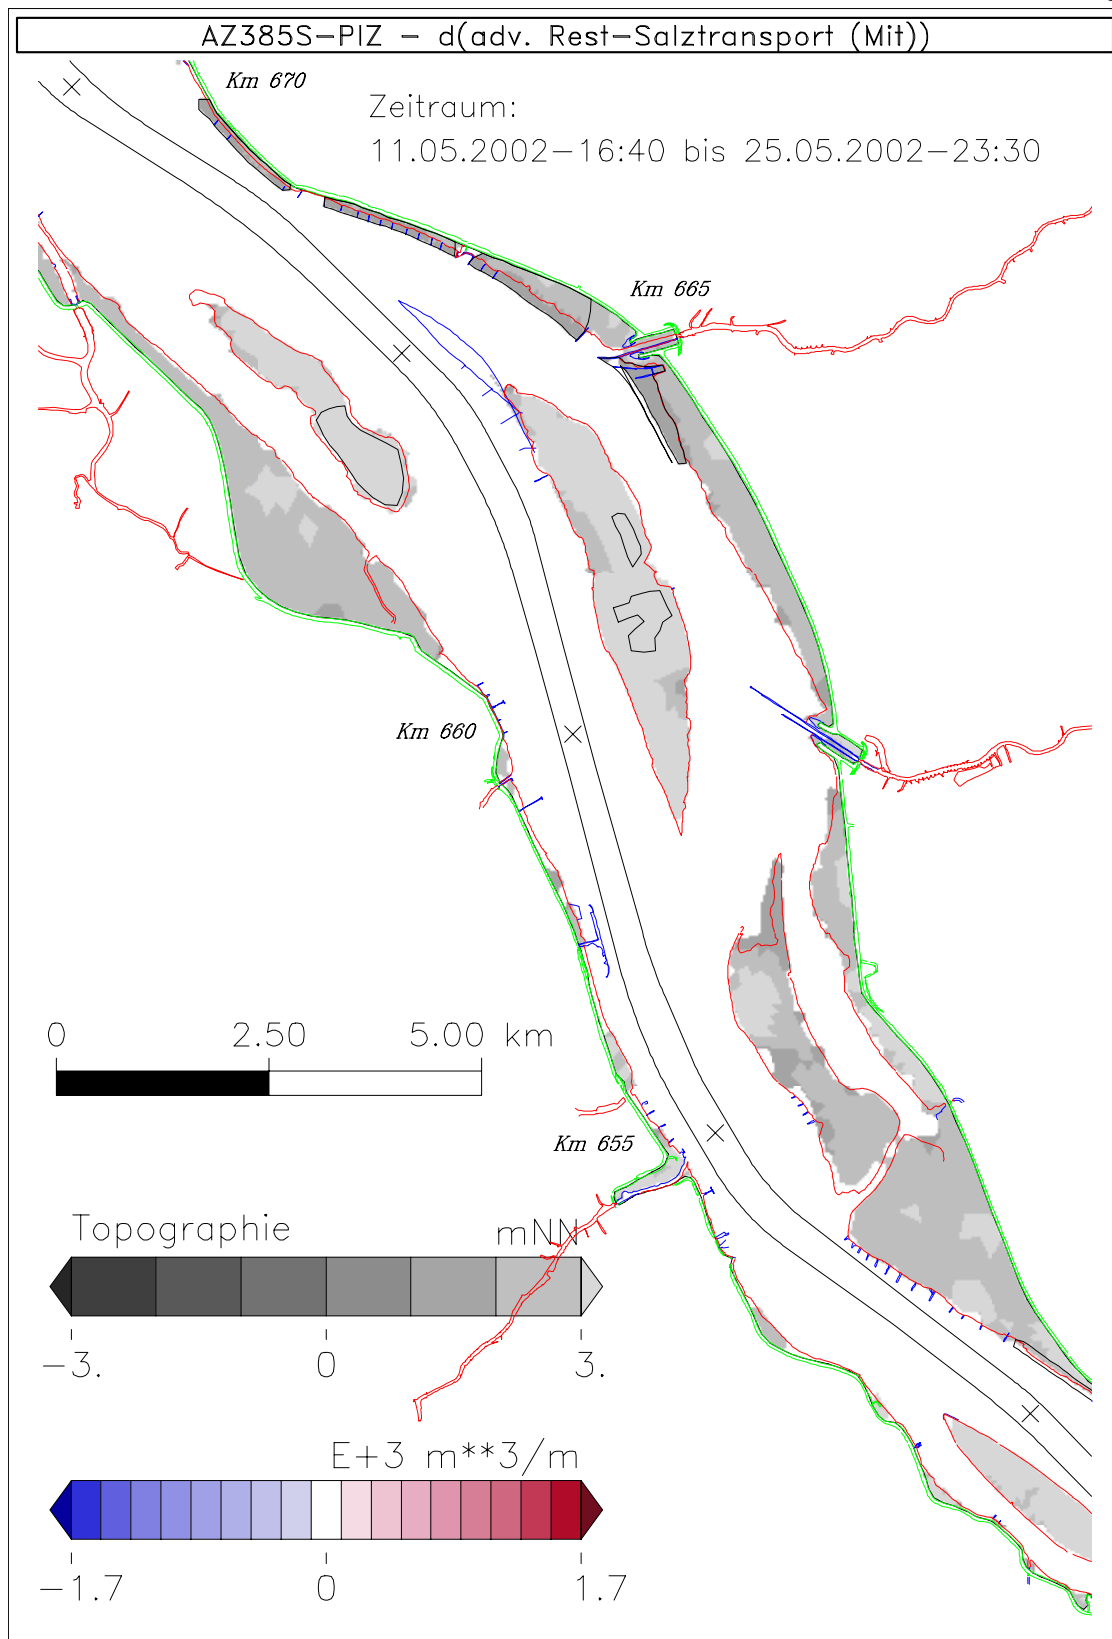 AZ385S-PIZ - d(adv. Rest-Salztransport (Mit))
Km 670
Zeitraum:
11.05.2002-16:40 bis 25.05.2002-23:30
Km 665
Km 660
0 2.50 5.00 km
Km 655
Topographie mNN
-3. 0 3.
E+3 m**3/m
-1.7 0 1.7